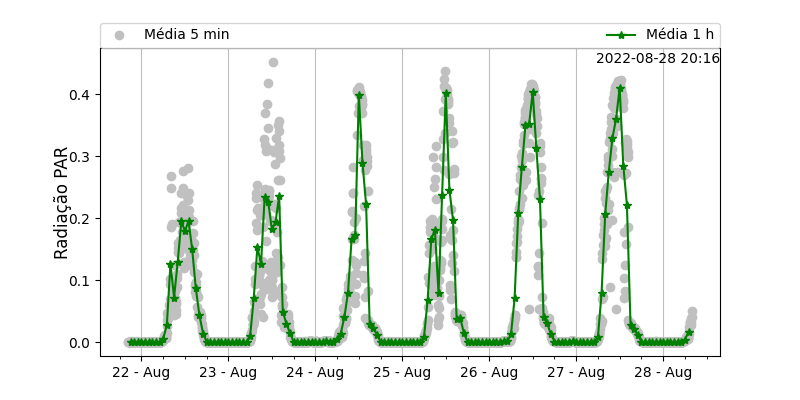 Média 5 min
Média 1 h
2022-08-28 20:16
Radiação PAR
0.4
0.3
0.2
0.1
0.0
22 - Aug
23 - Aug
24 - Aug
25 - Aug
26 - Aug
27 - Aug
28 - Aug